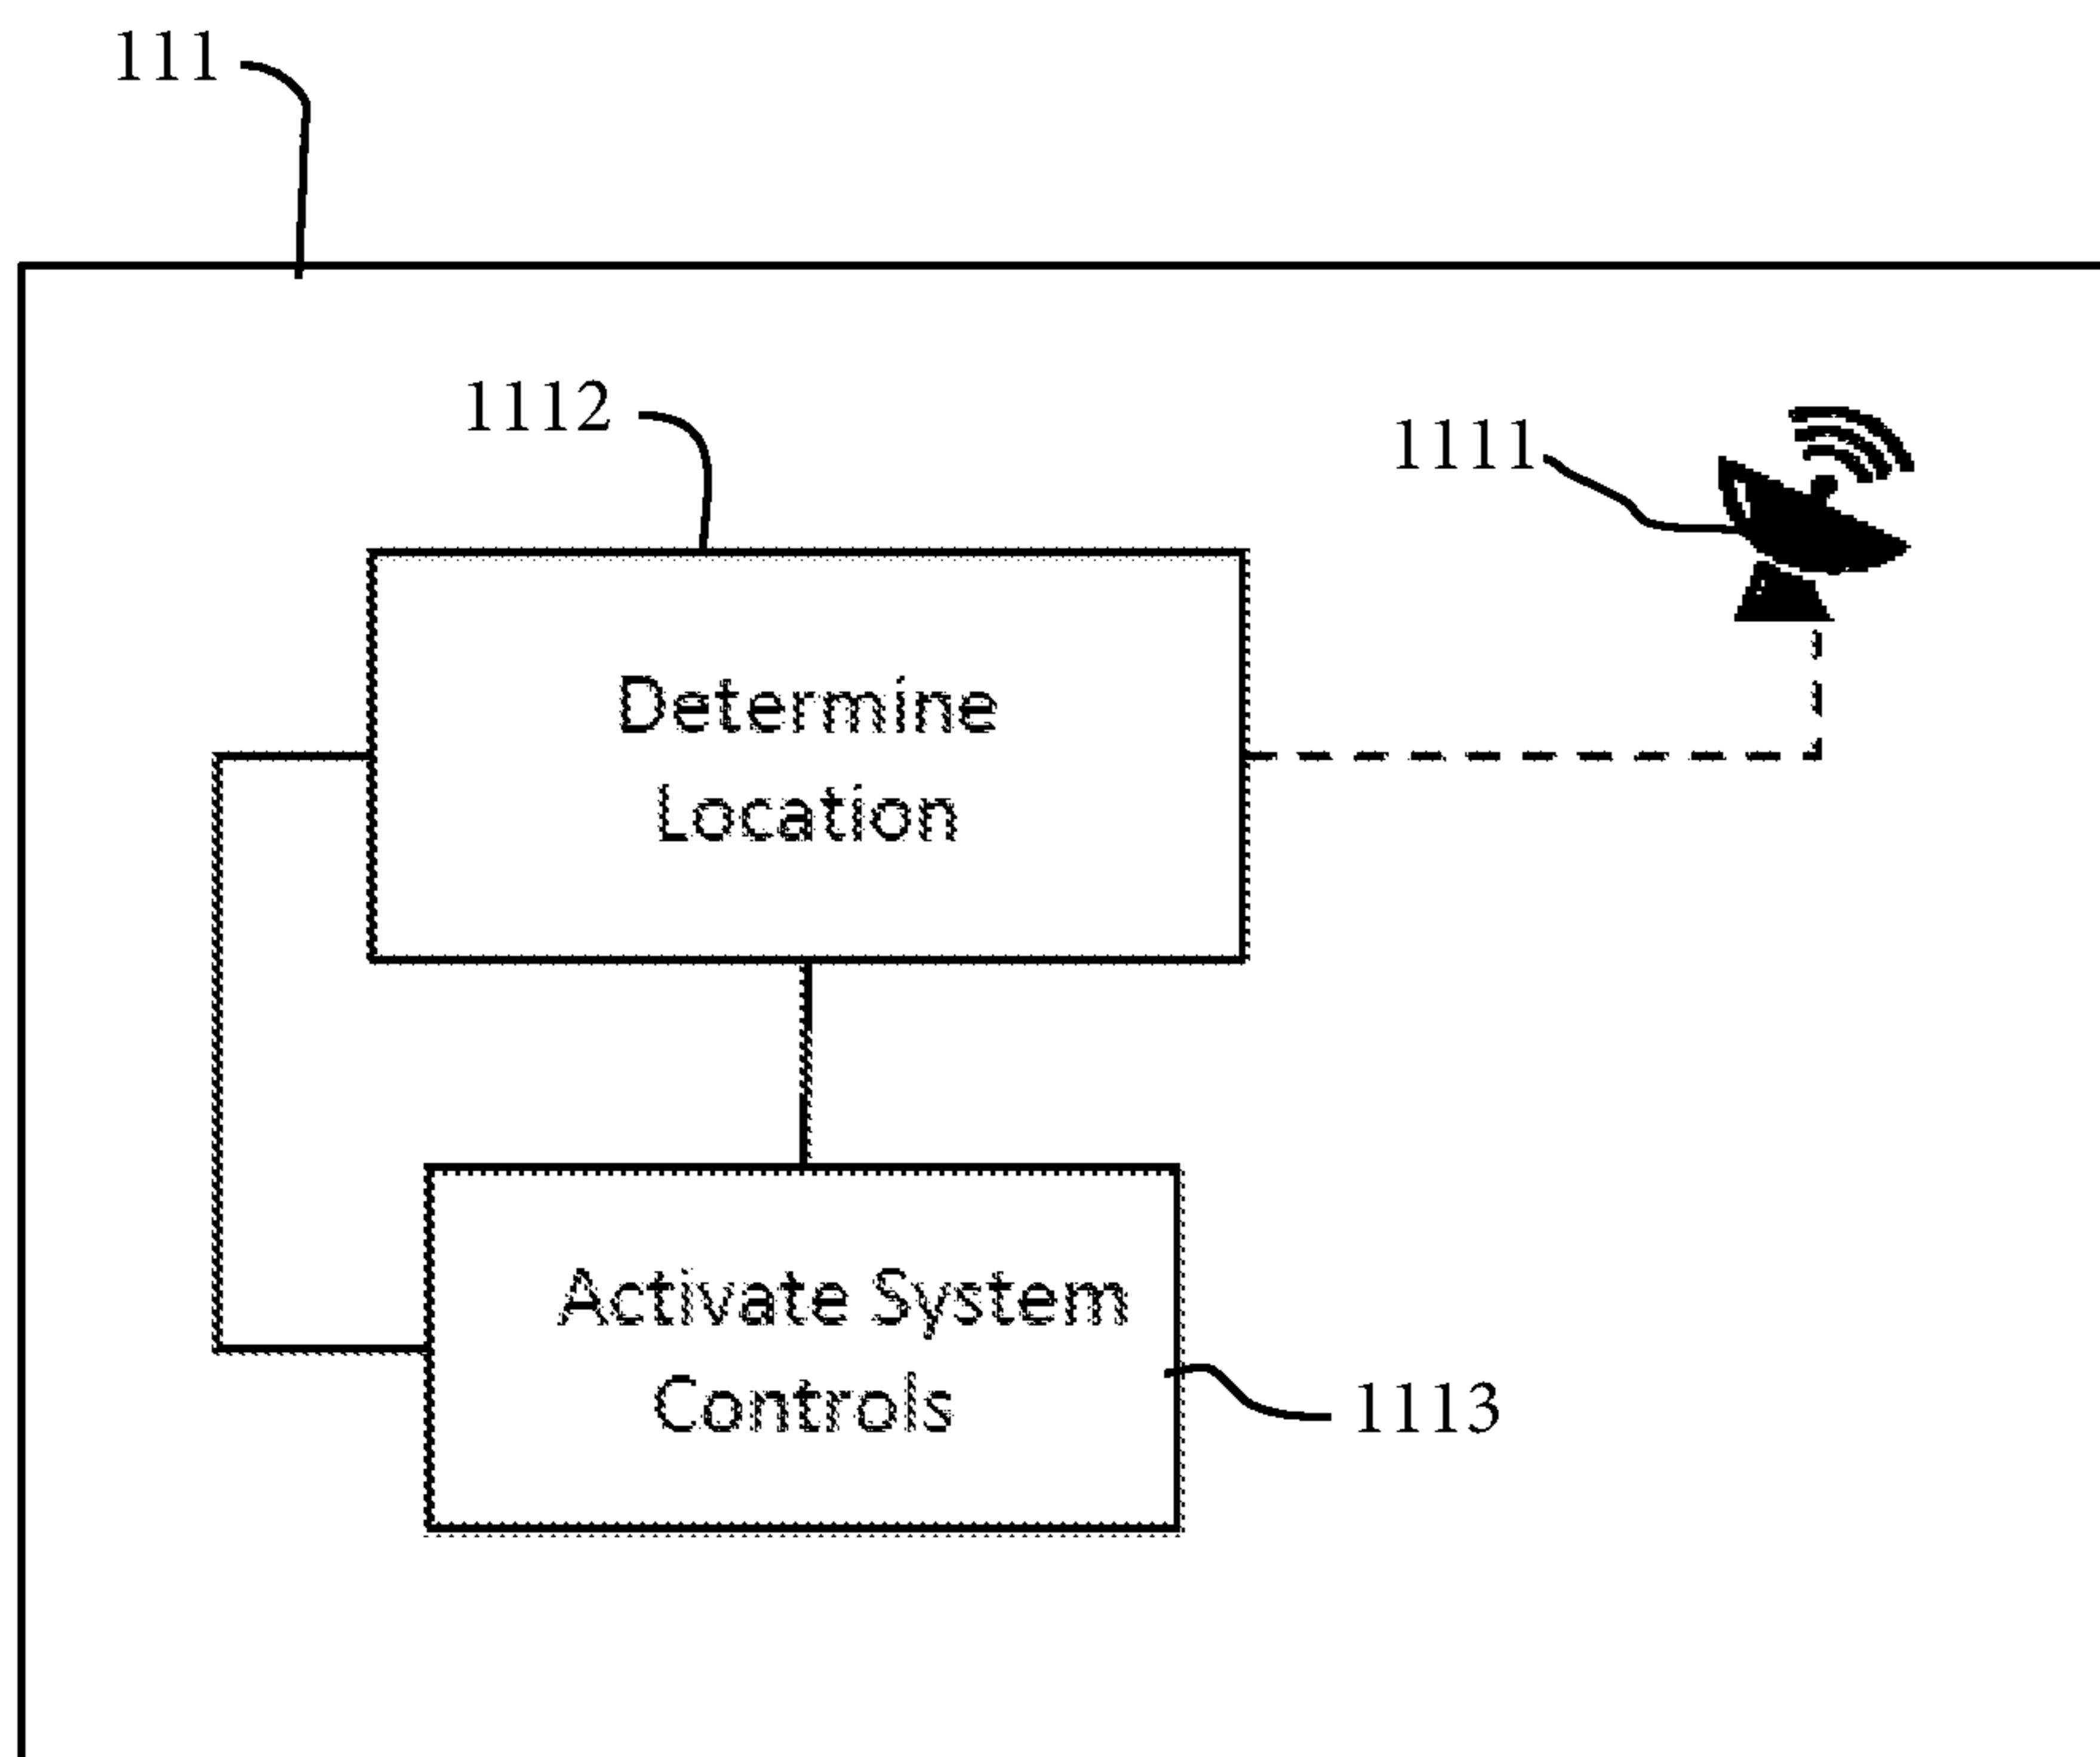 111
1112
1111
Determine
Location
Activate System
Controls
1113